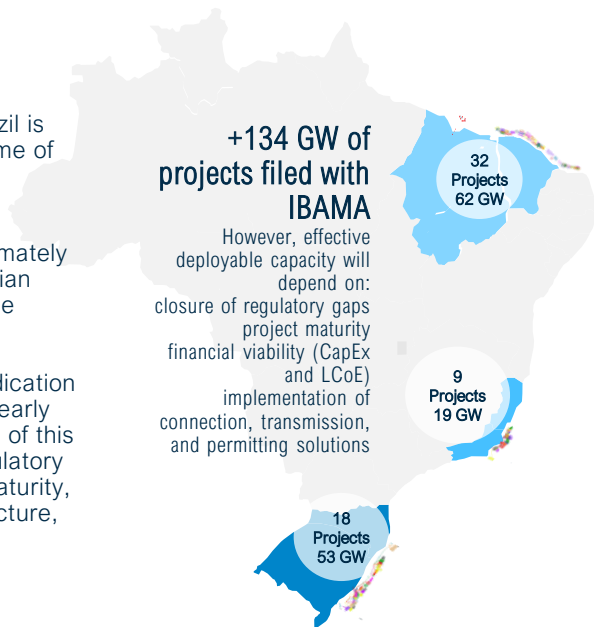 zil is
me of
mately
ian
e
dication
early
of this
ulatory
aturity,
cture,
+134 GW of
projects filed with
IBAMA
However, effective
deployable capacity will
depend on:
closure of regulatory gaps
project maturity
financial viability (CapEx
and LCoE)
implementation of
connection, transmission,
and permitting solutions
32
Projects
62 GW
9
Projects
19 GW
18
Projects
53 GW